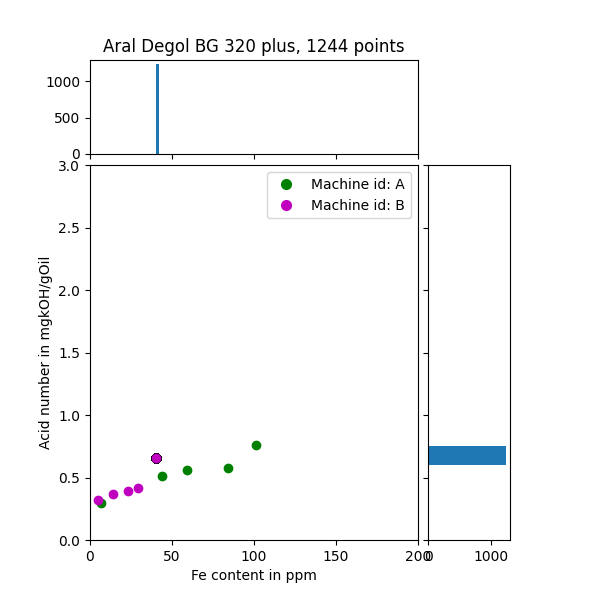 Aral Degol BG 320 plus, 1244 points
1000
500
0
3.0
2.5
2.0
1.5
1.0
0.5
0.0
Acid number in mgkOH/gOil
Machine id: A
Machine id: B
0 50 100 150 200
0 1000
Fe content in ppm